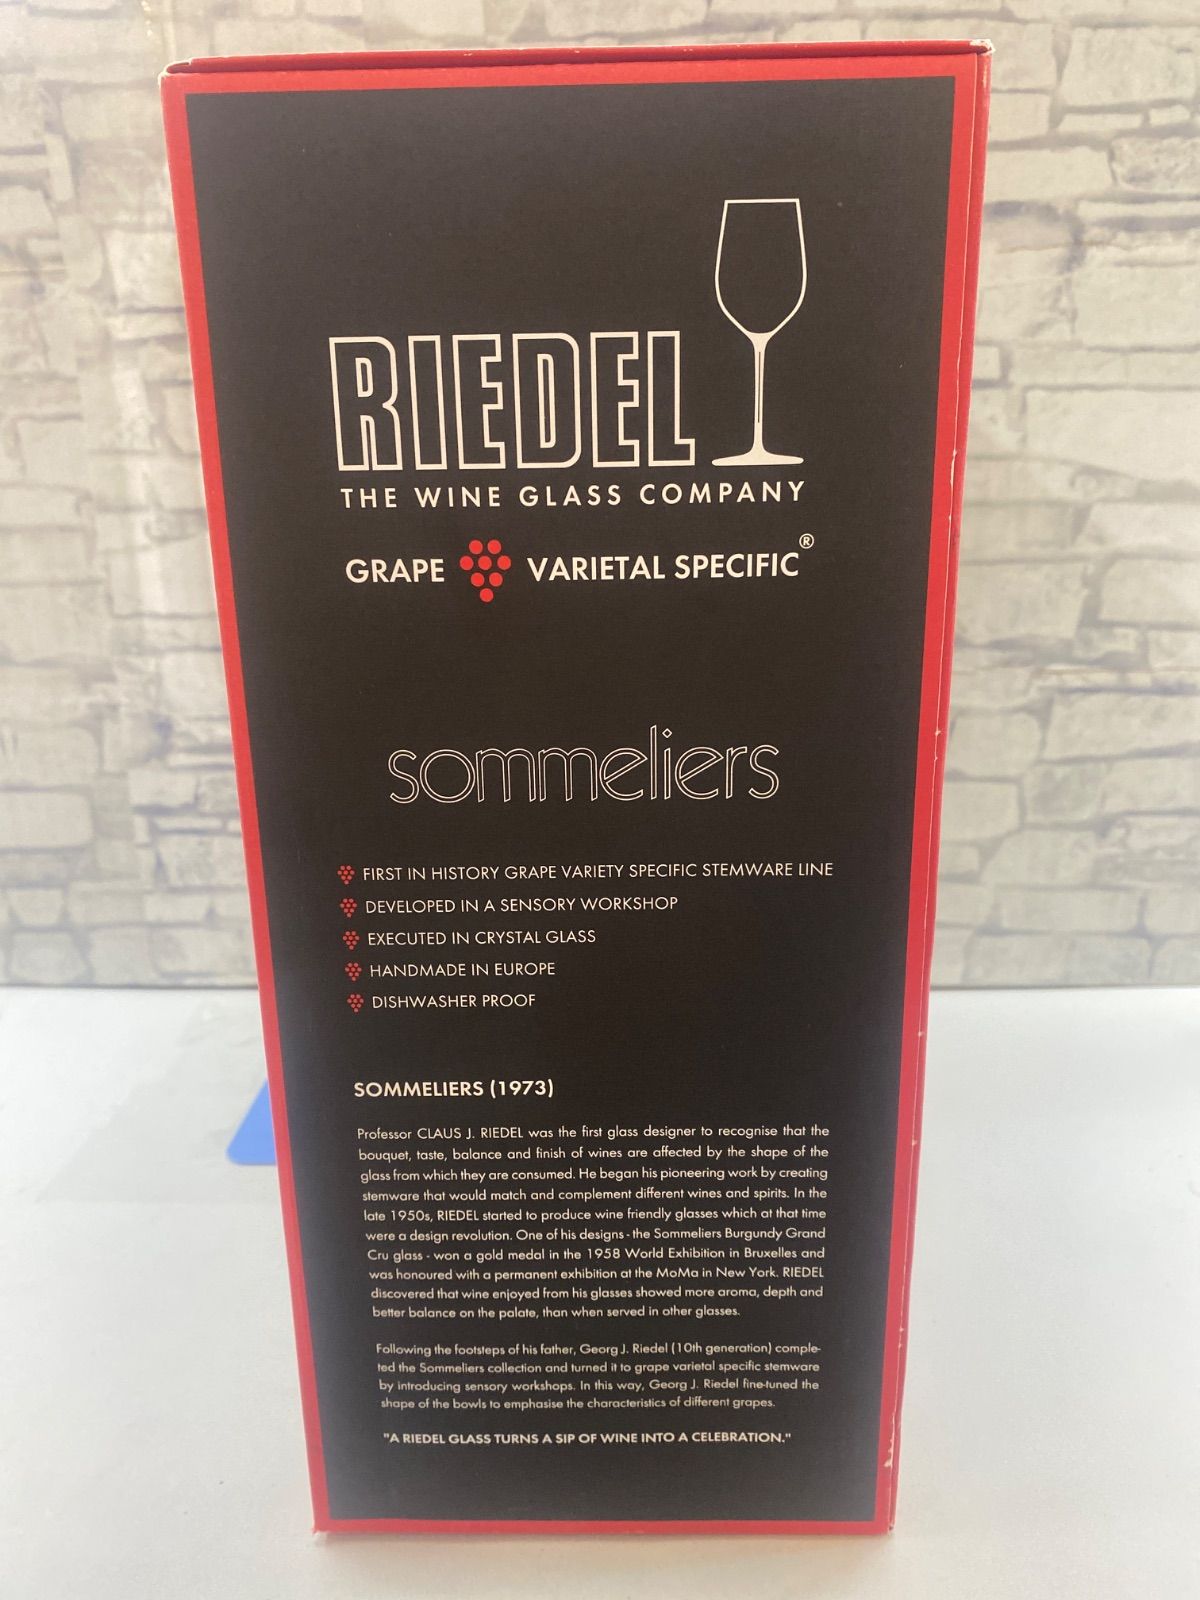 RIEDEL
THE WINE GLASS COMPANY
GRAPE VARIETAL SPECIFIC®
sommeliers
FIRST IN HISTORY GRAPE VARIETY SPECIFIC STEMWARE LINE
DEVELOPED IN A SENSORY WORKSHOP
EXECUTED IN CRYSTAL GLASS
HANDMADE IN EUROPE
DISHWASHER PROOF
SOMMELIERS (1973)
Professor CLAUS J. RIEDEL was the first glass designer to recognise that the
bouquet, taste, balance and finish of wines are affected by the shape of the
glass from which they are consumed. He began his pioneering work by creating
stemware that would match and complement different wines and spirits. In the
late 1950s, RIEDEL started to produce wine friendly glasses which at that time
were a design revolution. One of his designs - the Sommeliers Burgundy Grand
Cru glass - won a gold medal in the 1958 World Exhibition in Bruxelles and
was honoured with a permanent exhibition at the MoMa in New York. RIEDEL
discovered that wine enjoyed from his glasses showed more aroma, depth and
better balance on the palate, than when served in other glasses.
Following the footsteps of his father, Georg J. Riedel (10th generation) comple-
ted the Sommeliers collection and turned it to grape varietal specific stemware
by introducing sensory workshops. In this way, Georg J. Riedel fine-tuned the
shape of the bowls to emphasise the characteristics of different grapes.
"A RIEDEL GLASS TURNS A SIP OF WINE INTO A CELEBRATION."